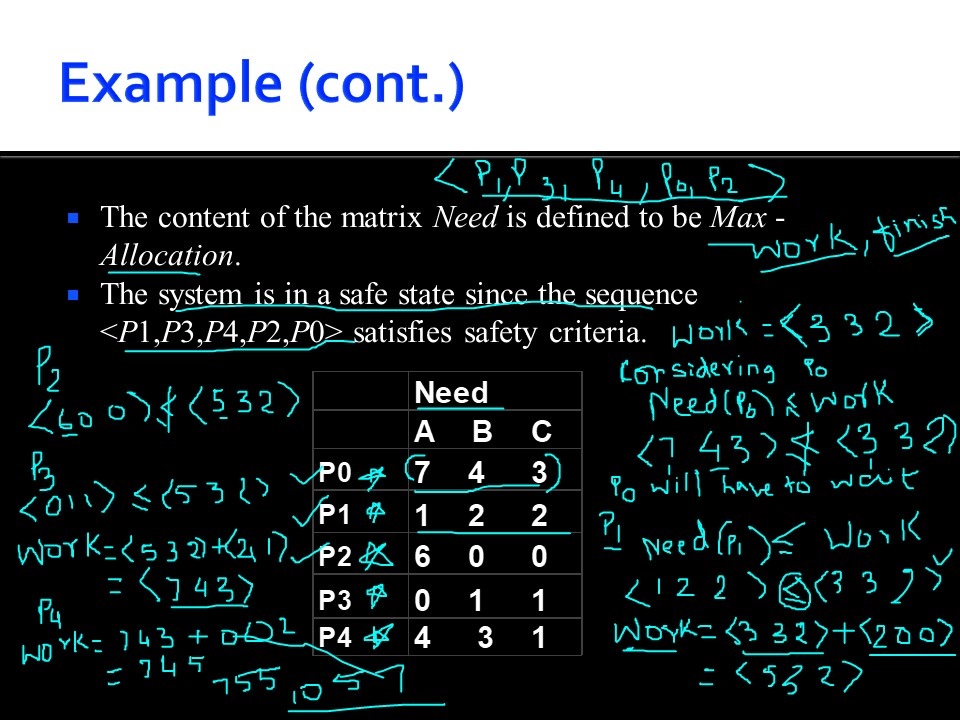 Example (cont.)
<P1, P3, P4, P0, P2>
The content of the matrix Need is defined to be Max -
Allocation.
work, finish
The system is in a safe state since the sequence
<P1,P3,P4,P2,P0> satisfies safety criteria.
Work = <3 3 2>
Considering P0
Need(P0) ≤ Work
<7 4 3> ≰ <3 3 2>
P0 will have to wait
P1 Need(P1) ≤ Work
<1 2 2> ≤ <3 3 2>
Work = <3 3 2> + <2 0 0>
= <5 3 2>
P2
<6 0 0> ≰ <5 3 2>
P3
<0 1 1> ≤ <5 3 2>
Work = <5 3 2> + <2 1 1>
= <7 4 3>
P4
Work = 7 4 3 + 0 0 2
= 7 4 5
7 5 5
10 5 7
Need
A B C
P0 7 4 3
P1 1 2 2
P2 6 0 0
P3 0 1 1
P4 4 3 1